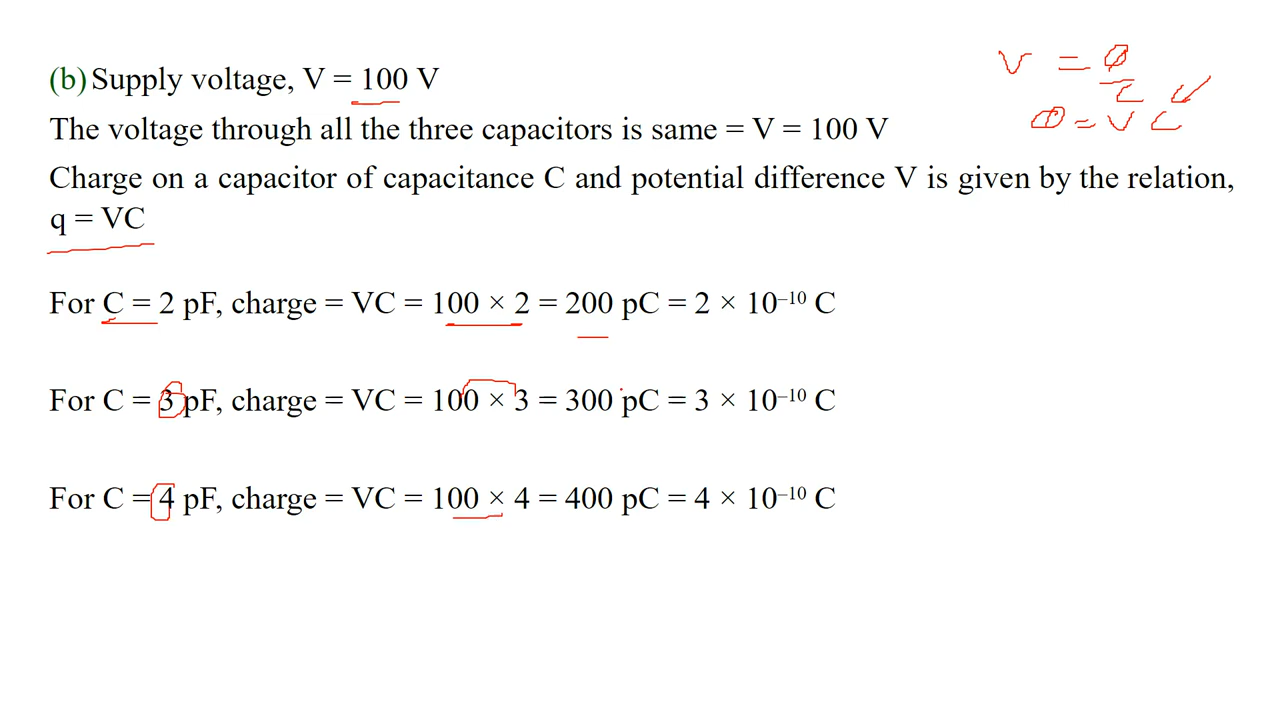 V = Q/C
(b) Supply voltage, V = 100 V
Q = VC
The voltage through all the three capacitors is same = V = 100 V
Charge on a capacitor of capacitance C and potential difference V is given by the relation,
q = VC
For C = 2 pF, charge = VC = 100 × 2 = 200 pC = 2 × 10⁻¹⁰ C
For C = 3 pF, charge = VC = 100 × 3 = 300 pC = 3 × 10⁻¹⁰ C
For C = 4 pF, charge = VC = 100 × 4 = 400 pC = 4 × 10⁻¹⁰ C